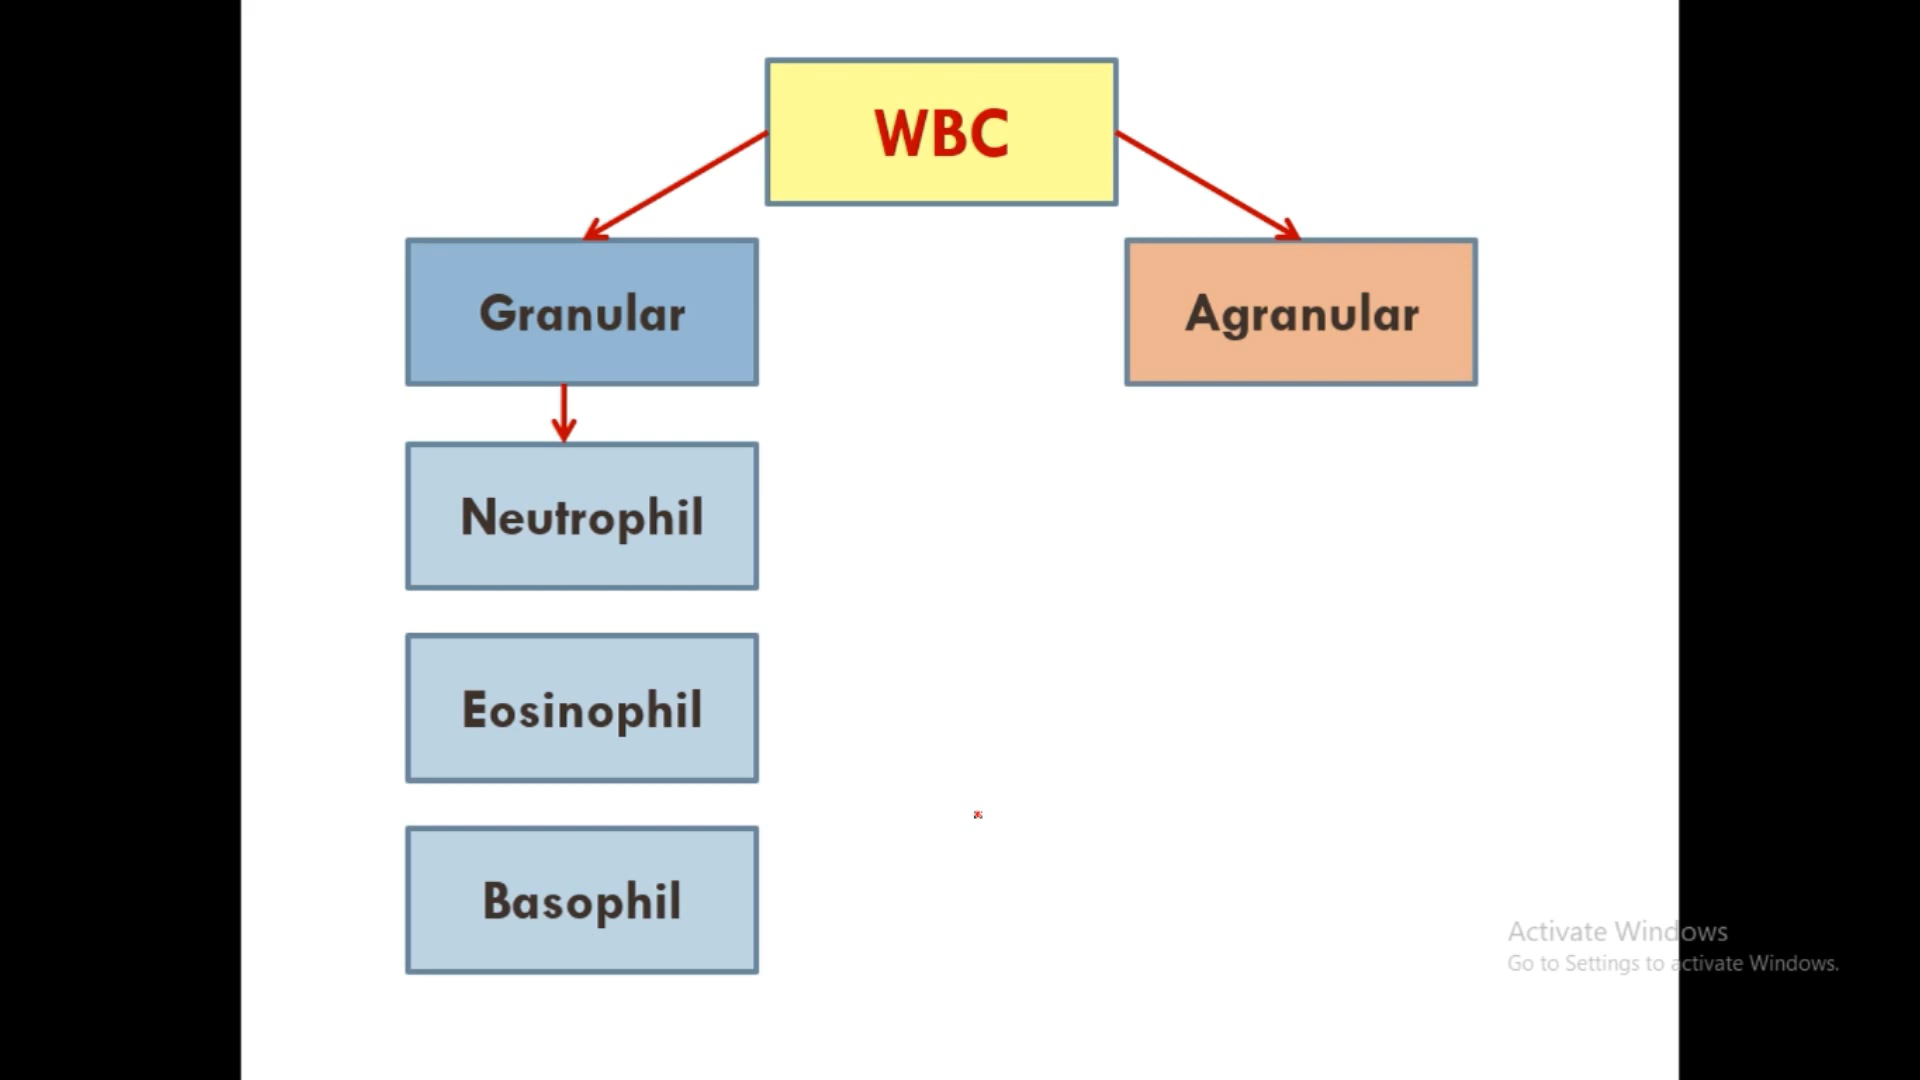 WBC
Granular
Agranular
Neutrophil
Eosinophil
Basophil
Activate Windows
Go to Settings to activate Windows.